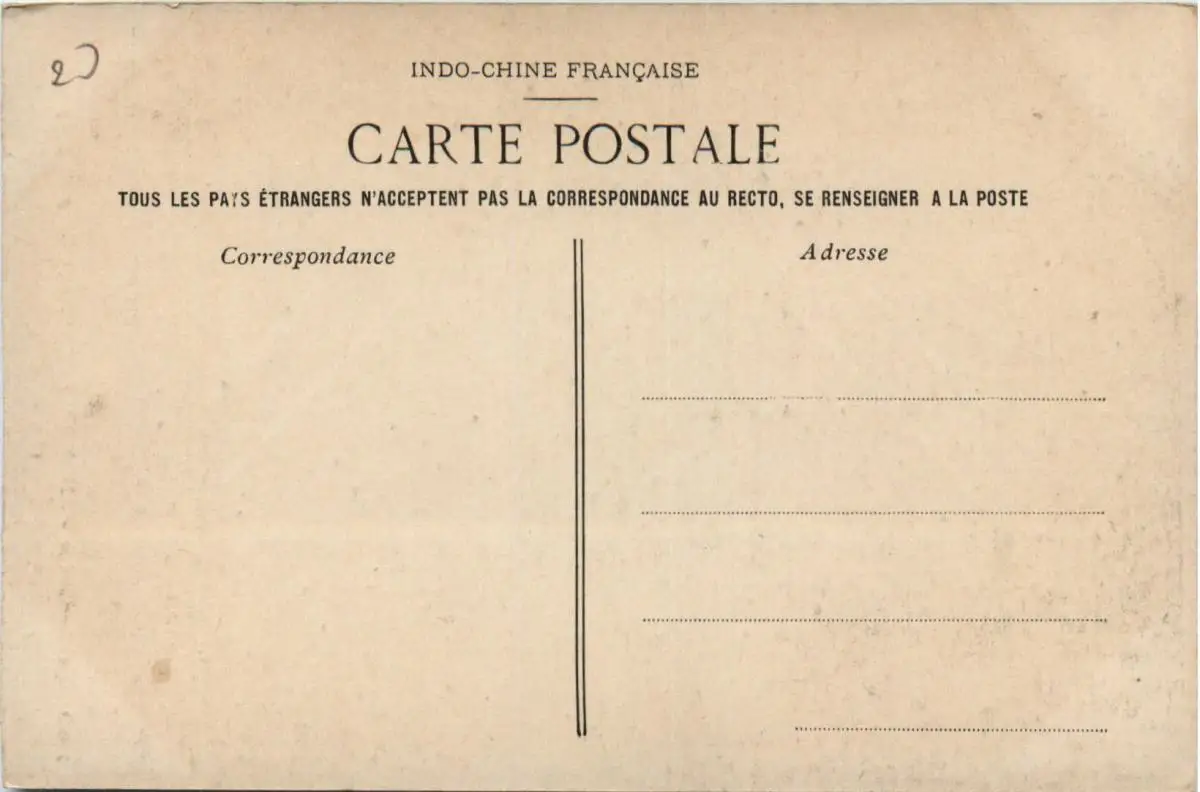 INDO-CHINE FRANÇAISE
CARTE POSTALE
TOUS LES PAYS ÉTRANGERS N'ACCEPTENT PAS LA CORRESPONDANCE AU RECTO, SE RENSEIGNER A LA POSTE
Correspondance
Adresse